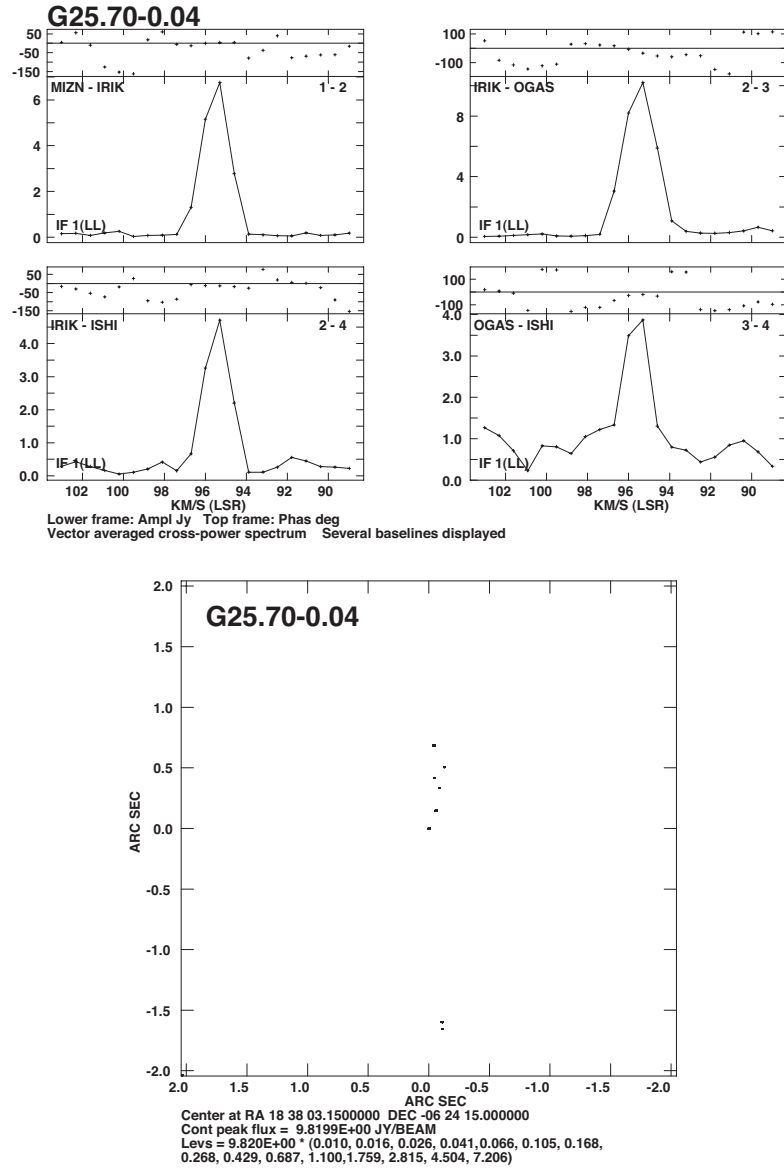 G25.70-0.04
50
-50
-150
100
-100
MIZN - IRIK 1 - 2
IRIK - OGAS 2 - 3
6
4
2
0
8
4
0
IF 1(LL)
IF 1(LL)
50
-50
-150
100
-100
IRIK - ISHI 2 - 4
OGAS - ISHI 3 - 4
4.0
3.0
2.0
1.0
0.0
4.0
3.0
2.0
1.0
0.0
IF 1(LL)
IF 1(LL)
102 100 98 96 94 92 90
102 100 98 96 94 92 90
KM/S (LSR)
KM/S (LSR)
Lower frame: Ampl Jy Top frame: Phas deg
Vector averaged cross-power spectrum Several baselines displayed
G25.70-0.04
2.0
1.5
1.0
0.5
0.0
-0.5
-1.0
-1.5
-2.0
ARC SEC
2.0 1.5 1.0 0.5 0.0 -0.5 -1.0 -1.5 -2.0
ARC SEC
Center at RA 18 38 03.1500000 DEC -06 24 15.000000
Cont peak flux = 9.8199E+00 JY/BEAM
Levs = 9.820E+00 * (0.010, 0.016, 0.026, 0.041,0.066, 0.105, 0.168,
0.268, 0.429, 0.687, 1.100,1.759, 2.815, 4.504, 7.206)